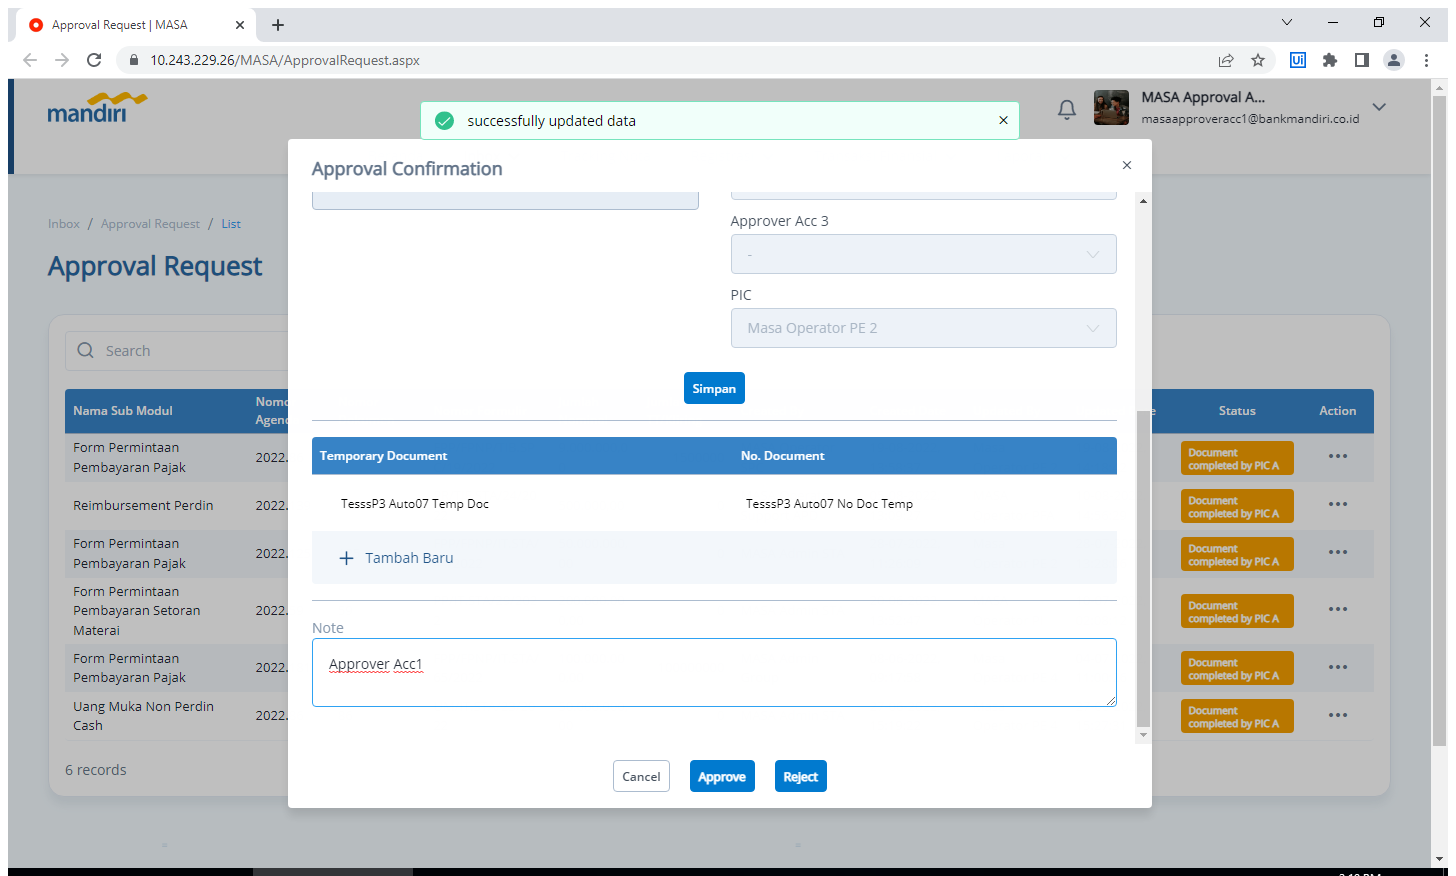 Approval Request | MASA
10.243.229.26/MASA/ApprovalRequest.aspx
Ui
mandiri
successfully updated data
MASA Approval A...
masaapproveracc1@bankmandiri.co.id
Approval Confirmation
Inbox / Approval Request / List
Approval Request
Approver Acc 3
-
PIC
Masa Operator PE 2
Search
Simpan
Nama Sub Modul
Status
Action
Form Permintaan
Pembayaran Pajak
2022.
Document
completed by PIC A
Reimbursement Perdin
2022.
Document
completed by PIC A
Form Permintaan
Pembayaran Pajak
2022.
Document
completed by PIC A
Form Permintaan
Pembayaran Setoran
Materai
2022.
Document
completed by PIC A
Form Permintaan
Pembayaran Pajak
2022.
Document
completed by PIC A
Uang Muka Non Perdin
Cash
2022.
Document
completed by PIC A
6 records
Temporary Document
No. Document
TesssP3 Auto07 Temp Doc
TesssP3 Auto07 No Doc Temp
+ Tambah Baru
Note
Approver Acc1
Cancel
Approve
Reject